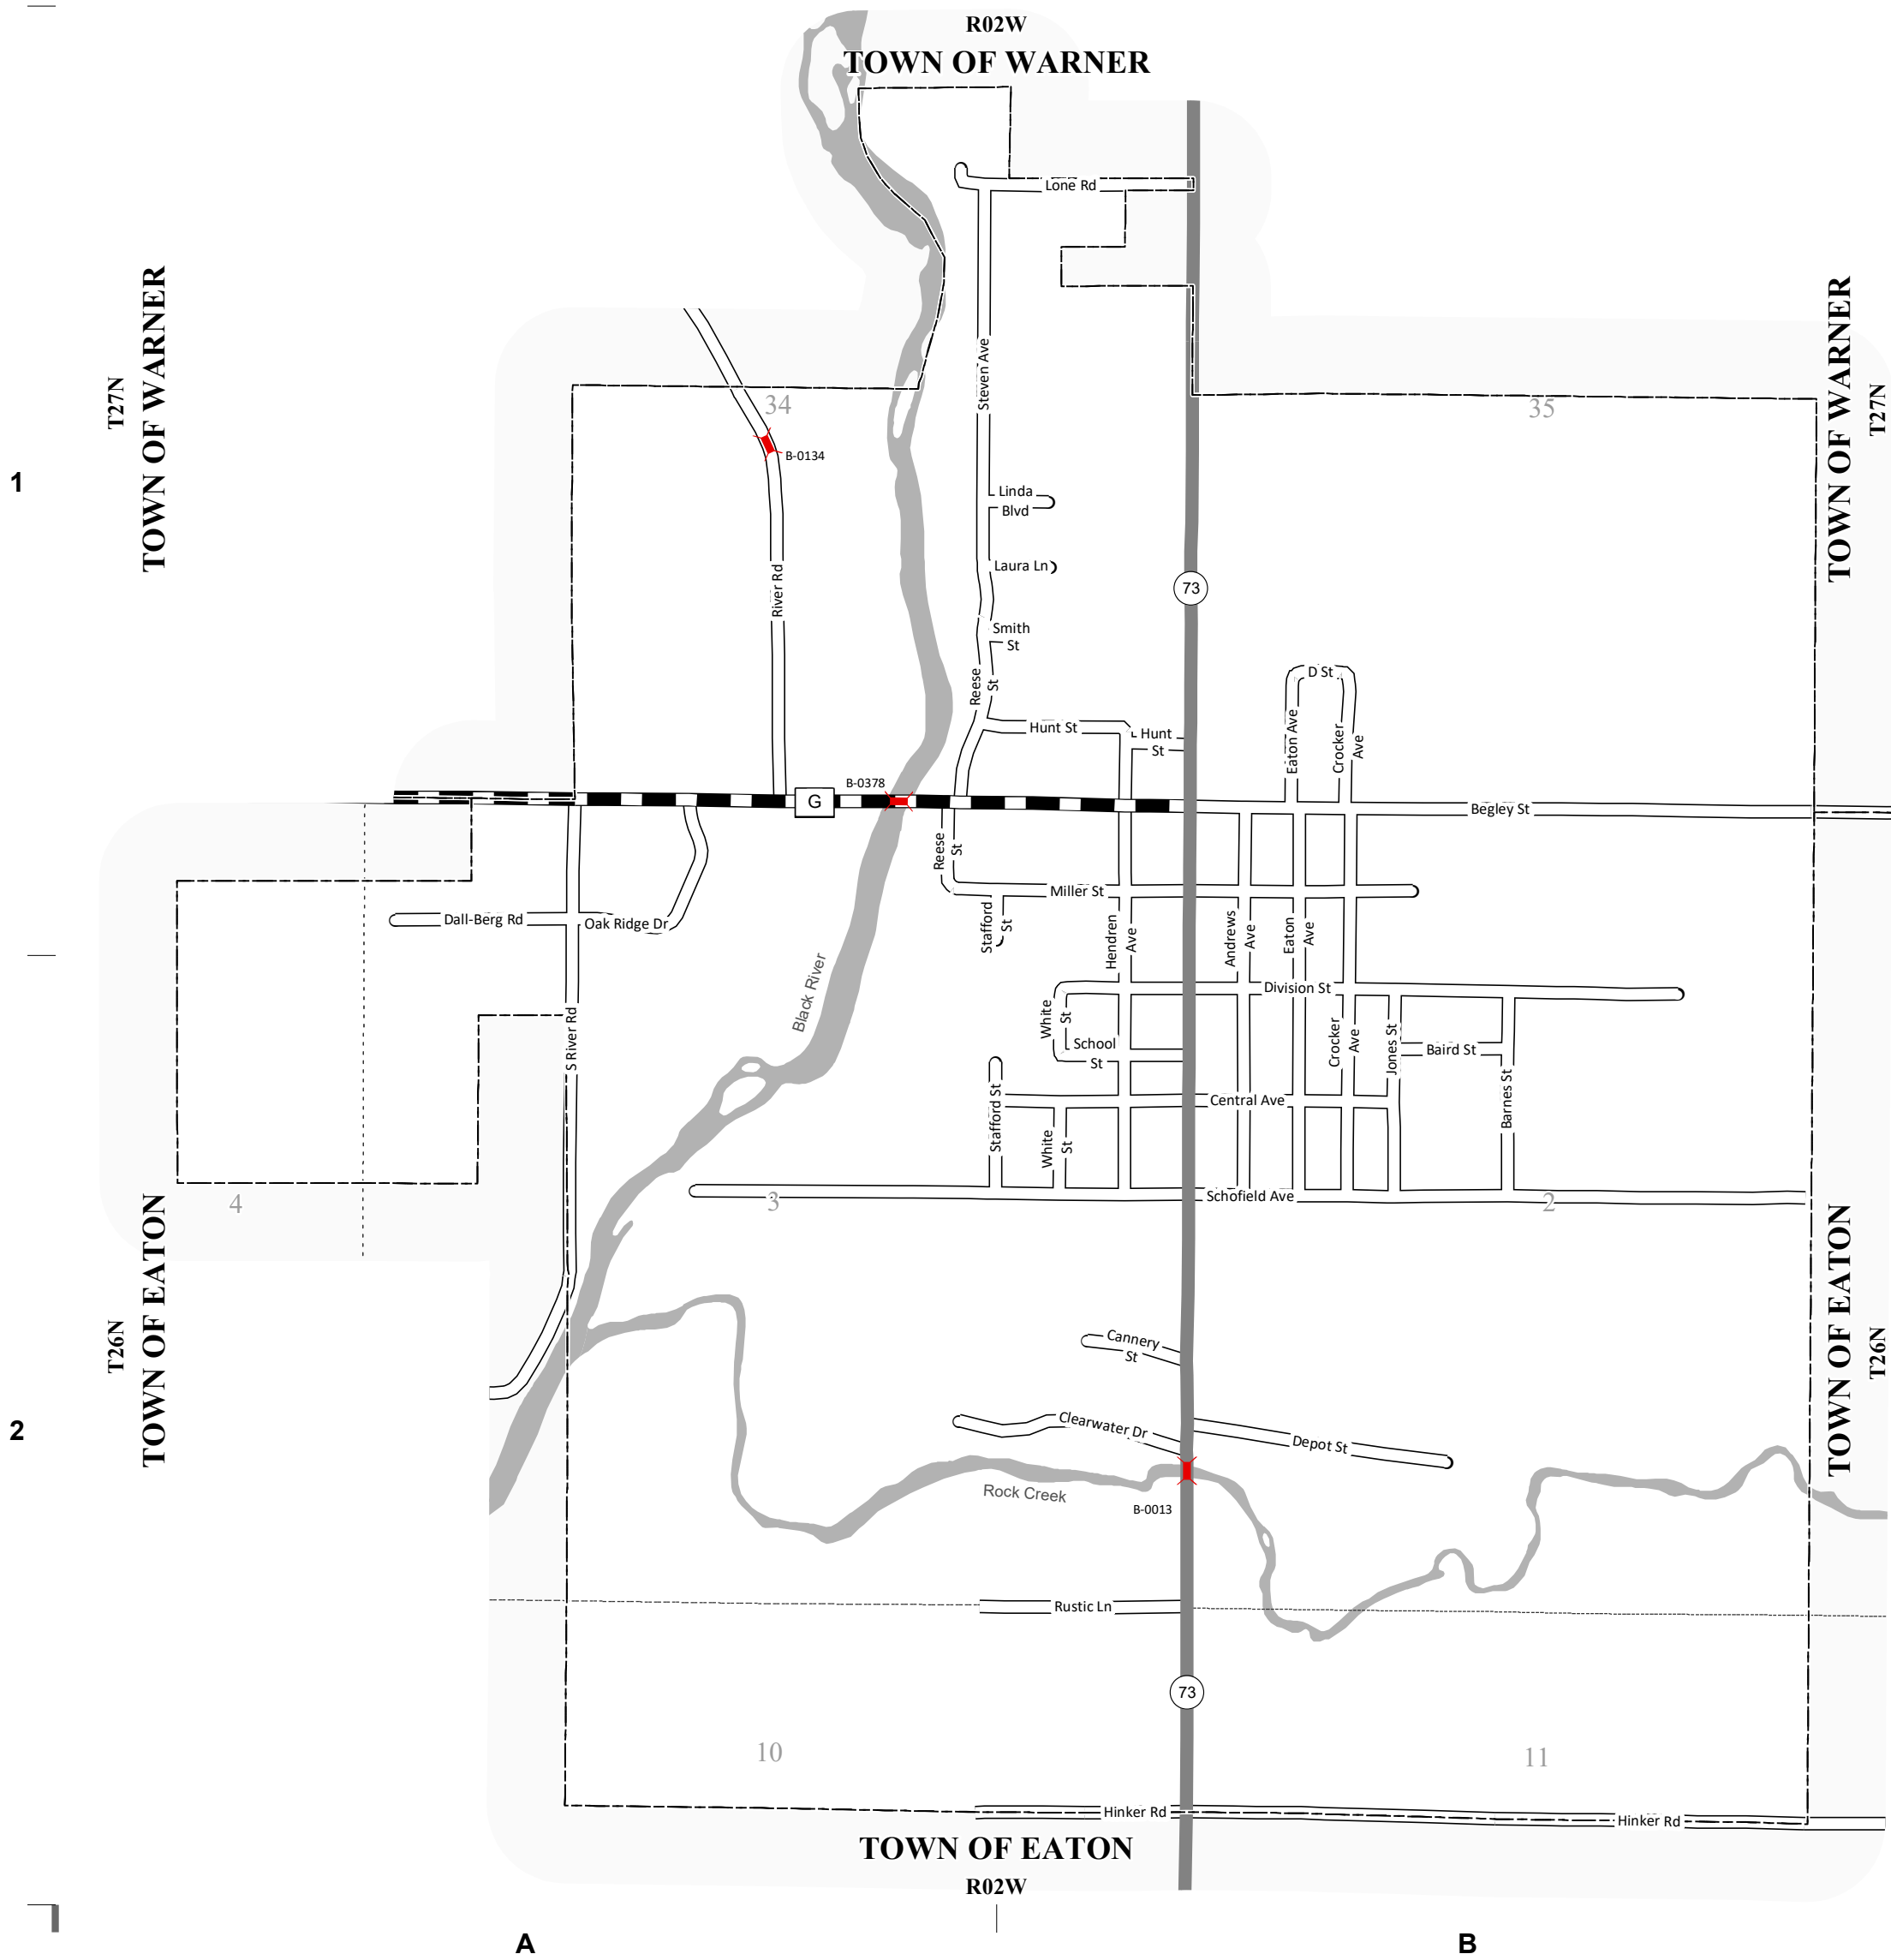 R02W
TOWN OF WARNER
Lone Rd
TOWN OF WARNER
T27N
TOWN OF WARNER
T27N
Steven Ave
34
35
B-0134
1
Linda
Blvd
Laura Ln
River Rd
73
Smith
St
Reese
St
D St
Hunt St
Hunt
St
Eaton Ave
Crocker
Ave
B-0378
G
Begley St
Reese
St
Miller St
Dall-Berg Rd
Oak Ridge Dr
Stafford
St
Hendren
Ave
Andrews
Ave
Eaton
Ave
Black River
Division St
S River Rd
White
St
School
St
Crocker
Ave
Jones St
Baird St
Stafford St
Central Ave
Barnes St
White
St
Schofield Ave
4
3
2
TOWN OF EATON
T26N
TOWN OF EATON
T26N
Cannery
St
Clearwater Dr
Depot St
2
Rock Creek
B-0013
Rustic Ln
73
10
11
Hinker Rd
Hinker Rd
TOWN OF EATON
R02W
A
B